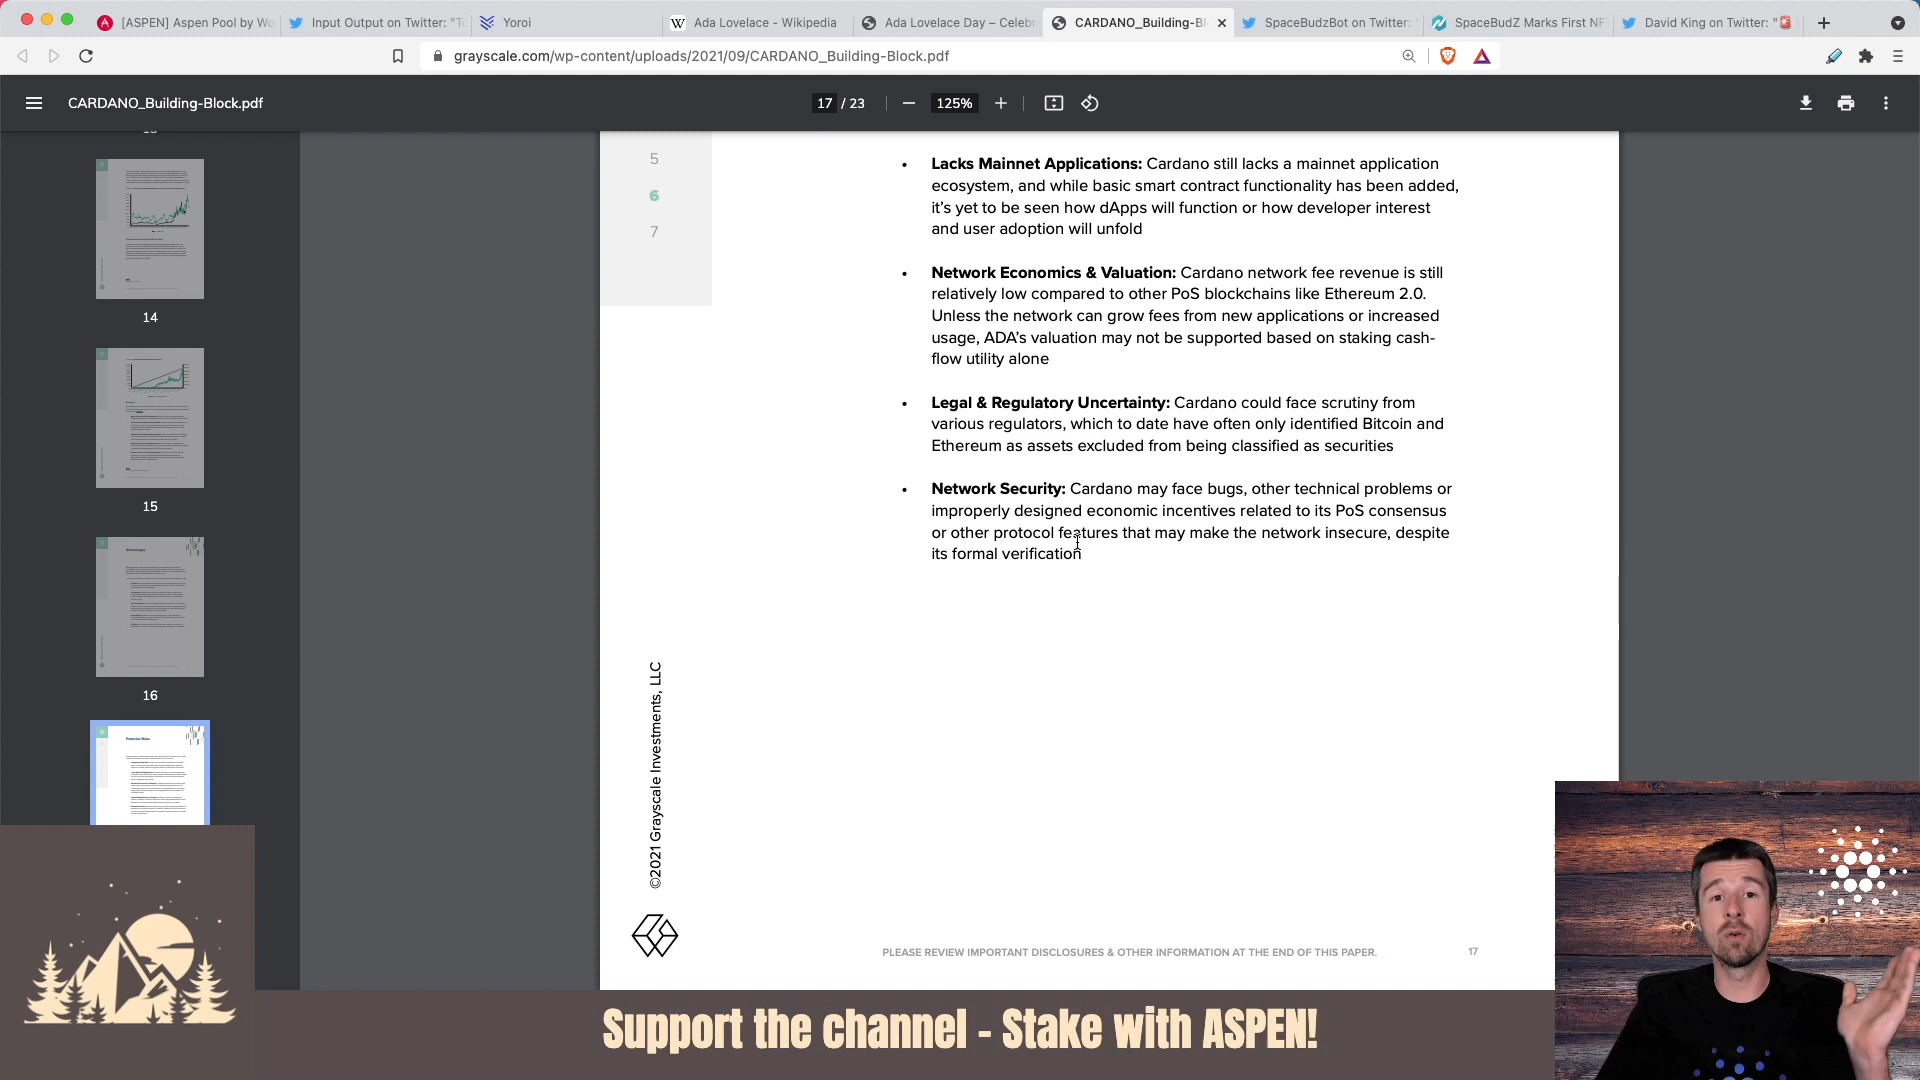 [ASPEN] Aspen Pool by Wo
Input Output on Twitter: "To
Yoroi
Ada Lovelace - Wikipedia
Ada Lovelace Day – Celebr
CARDANO_Building-Bl
SpaceBudzBot on Twitter:
SpaceBudZ Marks First NF
David King on Twitter: "🚨
grayscale.com/wp-content/uploads/2021/09/CARDANO_Building-Block.pdf
CARDANO_Building-Block.pdf
17 / 23
125%
14
15
16
5
6
7
• Lacks Mainnet Applications: Cardano still lacks a mainnet application
ecosystem, and while basic smart contract functionality has been added,
it's yet to be seen how dApps will function or how developer interest
and user adoption will unfold
• Network Economics & Valuation: Cardano network fee revenue is still
relatively low compared to other PoS blockchains like Ethereum 2.0.
Unless the network can grow fees from new applications or increased
usage, ADA's valuation may not be supported based on staking cash-
flow utility alone
• Legal & Regulatory Uncertainty: Cardano could face scrutiny from
various regulators, which to date have often only identified Bitcoin and
Ethereum as assets excluded from being classified as securities
• Network Security: Cardano may face bugs, other technical problems or
improperly designed economic incentives related to its PoS consensus
or other protocol features that may make the network insecure, despite
its formal verification
©2021 Grayscale Investments, LLC
PLEASE REVIEW IMPORTANT DISCLOSURES & OTHER INFORMATION AT THE END OF THIS PAPER.
17
Support the channel - Stake with ASPEN!